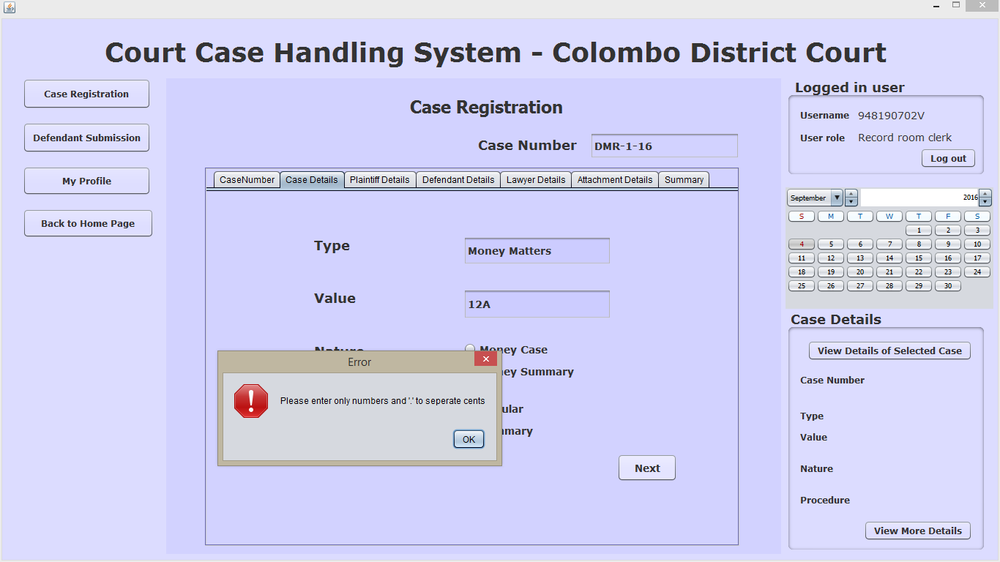 Court Case Handling System - Colombo District Court
Case Registration
Defendant Submission
My Profile
Back to Home Page
Case Registration
Case Number
DMR-1-16
CaseNumber
Case Details
Plaintiff Details
Defendant Details
Lawyer Details
Attachment Details
Summary
Type
Money Matters
Value
12A
Money Case
ey Summary
ular
mary
Error
Please enter only numbers and '.' to seperate cents
OK
Next
Logged in user
Username 948190702V
User role Record room clerk
Log out
September 2016
S M T W T F S
1 2 3
4 5 6 7 8 9 10
11 12 13 14 15 16 17
18 19 20 21 22 23 24
25 26 27 28 29 30
Case Details
View Details of Selected Case
Case Number
Type
Value
Nature
Procedure
View More Details